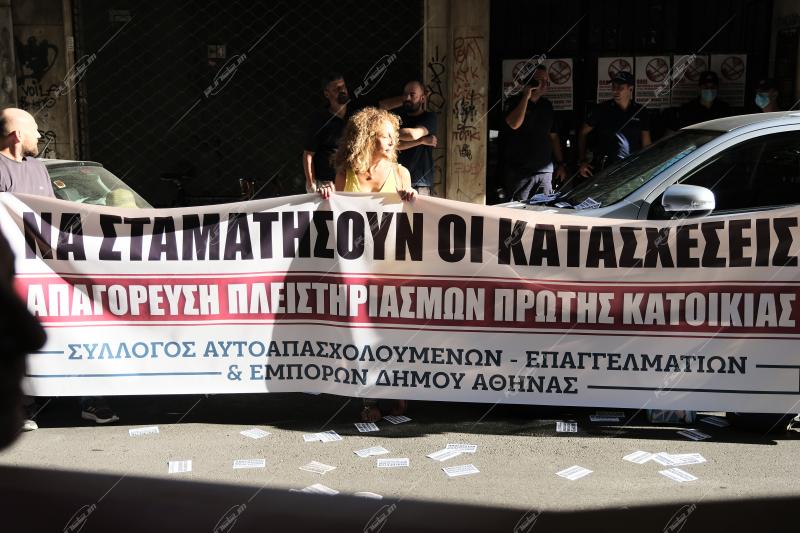 ΝΑ ΣΤΑΜΑΤΗΣΟΥΝ ΟΙ ΚΑΤΑΣΧΕΣΕΙΣ
ΑΠΑΓΟΡΕΥΣΗ ΠΛΕΙΣΤΗΡΙΑΣΜΩΝ ΠΡΩΤΗΣ ΚΑΤΟΙΚΙΑΣ
ΣΥΛΛΟΓΟΣ ΑΥΤΟΑΠΑΣΧΟΛΟΥΜΕΝΩΝ - ΕΠΑΓΓΕΛΜΑΤΙΩΝ
& ΕΜΠΟΡΩΝ ΔΗΜΟΥ ΑΘΗΝΑΣ